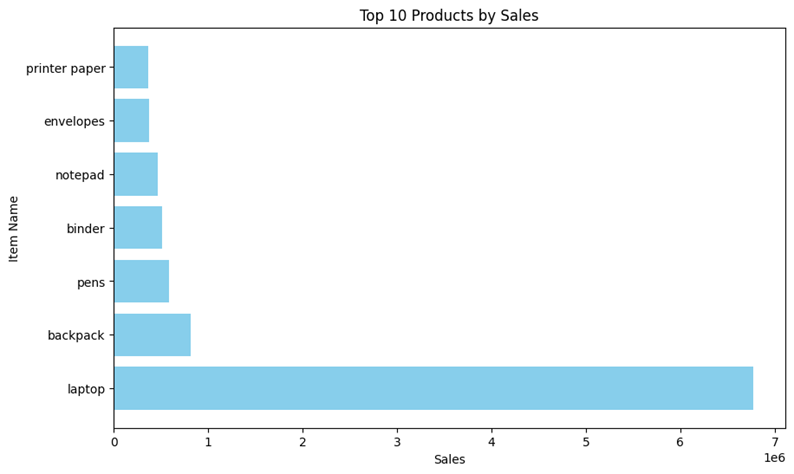 Top 10 Products by Sales
Item Name
printer paper
envelopes
notepad
binder
pens
backpack
laptop
0 1 2 3 4 5 6 7
1e6
Sales